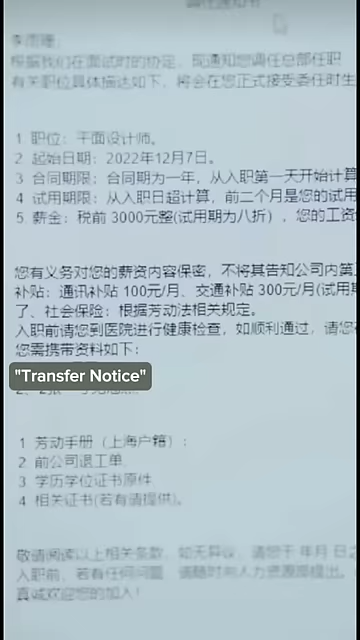 调任通知书
李雨珊：
根据我们在面试时的协定，现通知您调任总部任职
有关职位具体描达如下，将会在您正式接受委任时生
1 职位：平面设计师。
2 起始日期：2022年12月7日。
3 合同期限：合同期为一年，从入职第一天开始计算
4 试用期限：从入职日超计算，前二个月是您的试用
5 薪金：税前 3000元整(试用期为八折），您的工资
您有义务对您的薪资内容保密，不将其告知公司内第三
补贴：通讯补贴 100元/月、交通补贴 300元/月(试用期
了、社会保险：根据芳动法相关规定。
入职前请您到医院进行健康检查，如顺利通过，请您
您需携带资料如下：
"Transfer Notice"
1 芳动手册（上海户籍）：
2 前公司退工单
3 学历学位证书原件
4 相关证书(若有请提供)。
敬请阅读以上相关条款，如无异议，请您于 年月 日之
入职前，若有任何问题，请随时向人力资源部提出。
真诚欢迎您的加入！